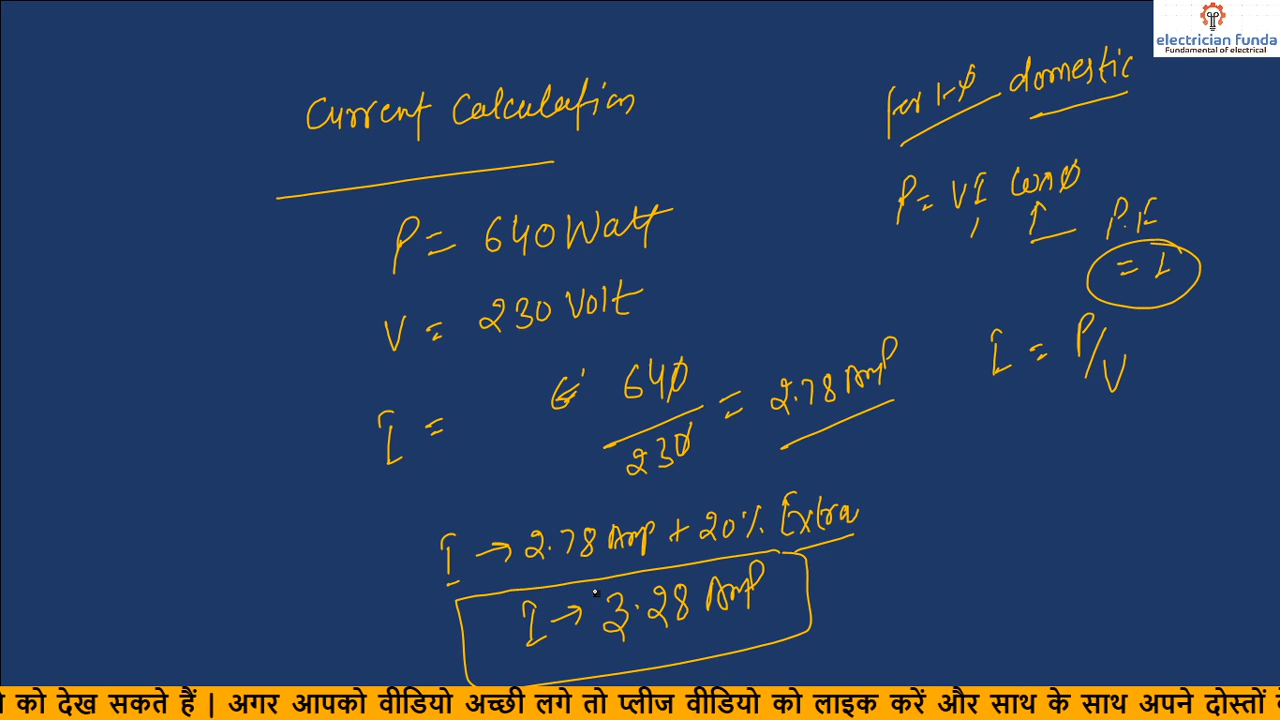 electrician funda
Fundamental of electrical
Current Calculation
for 1-φ domestic
P = VI cosφ
P.F
= 1
P = 640 Watt
V = 230 Volt
I = P/V
I = 640/230 = 2.78 Amp
I → 2.78 Amp + 20% Extra
I → 3.28 Amp
को देख सकते हैं | अगर आपको वीडियो अच्छी लगे तो प्लीज वीडियो को लाइक करें और साथ के साथ अपने दोस्तों